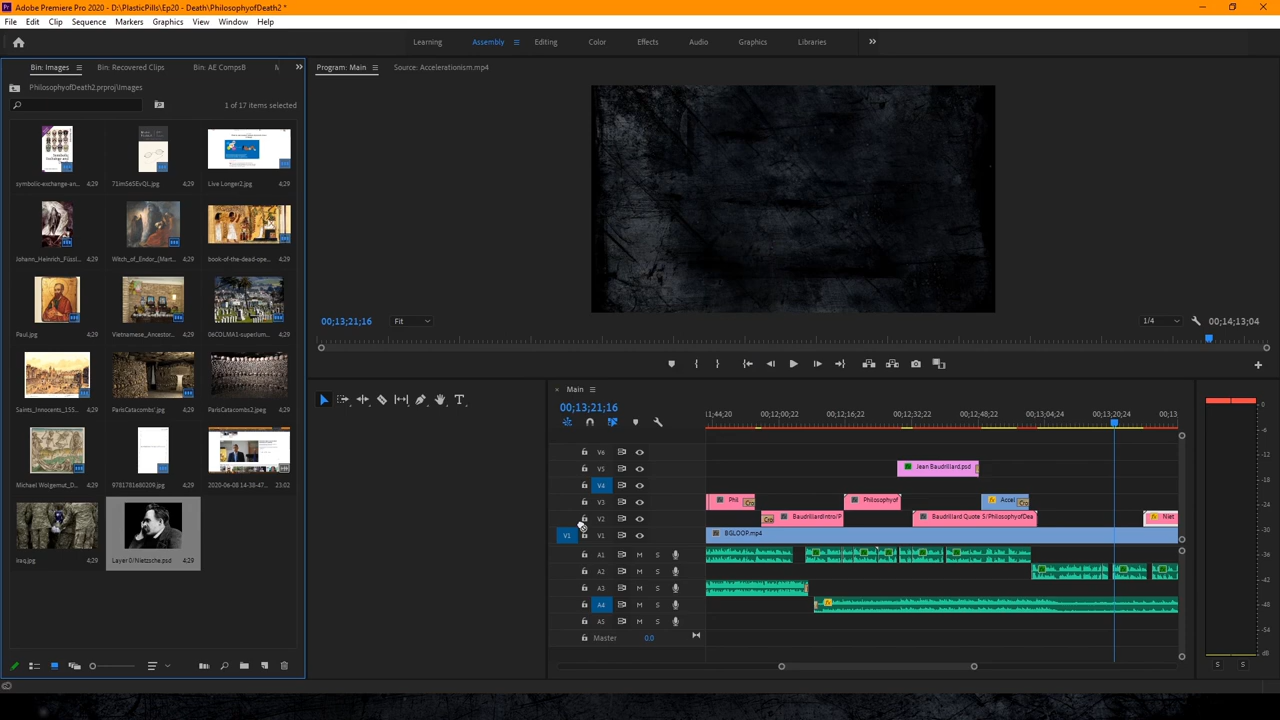 Adobe Premiere Pro 2020 - D:\PlasticPills\Ep20 - Death\PhilosophyofDeath2 *
File Edit Clip Sequence Markers Graphics View Window Help
Learning Assembly Editing Color Effects Audio Graphics Libraries
Bin: Images Bin: Recovered Clips Bin: AE CompsB
Program: Main Source: Accelerationism.mp4
PhilosophyofDeath2.prproj\Images
1 of 17 items selected
symbolic-exchange-an... 4;29 71imS65ExQL.jpg 4;29 Live Longer2.jpg 4;29
Johann_Heinrich_Füssl... 4;29 Witch_of_Endor_(Mart... 4;29 book-of-the-dead-ope... 4;29
Paul.jpg 4;29 Vietnamese_Ancestor... 4;29 06COLMA1-superJum... 4;29
Saints_Innocents_155... 4;29 ParisCatacombs'.jpg 4;29 ParisCatacombs2.jpeg 4;29
Michael Wolgemut_D... 4;29 9781781680209.jpg 4;29 2020-06-08 14-38-47... 23;02
iraq.jpg 4;29 Layer 0/Nietzsche.psd 4;29
00;13;21;16 Fit 1/4 00;14;13;04
Main
00;13;21;16
;11;44;20 00;12;00;22 00;12;16;22 00;12;32;22 00;12;48;22 00;13;04;24 00;13;20;24 00;13
V6
V5 Jean Baudrillard.psd
V4
V3 Phil Philosophyof Accel
V2 BaudrillardIntro/P Baudrillard Quote 5/PhilosophyofDea Niet
V1 V1 BGLOOP.mp4
A1 M S
A2 M S
A3 M S
A4 M S
A5 M S
Master 0.0
S S